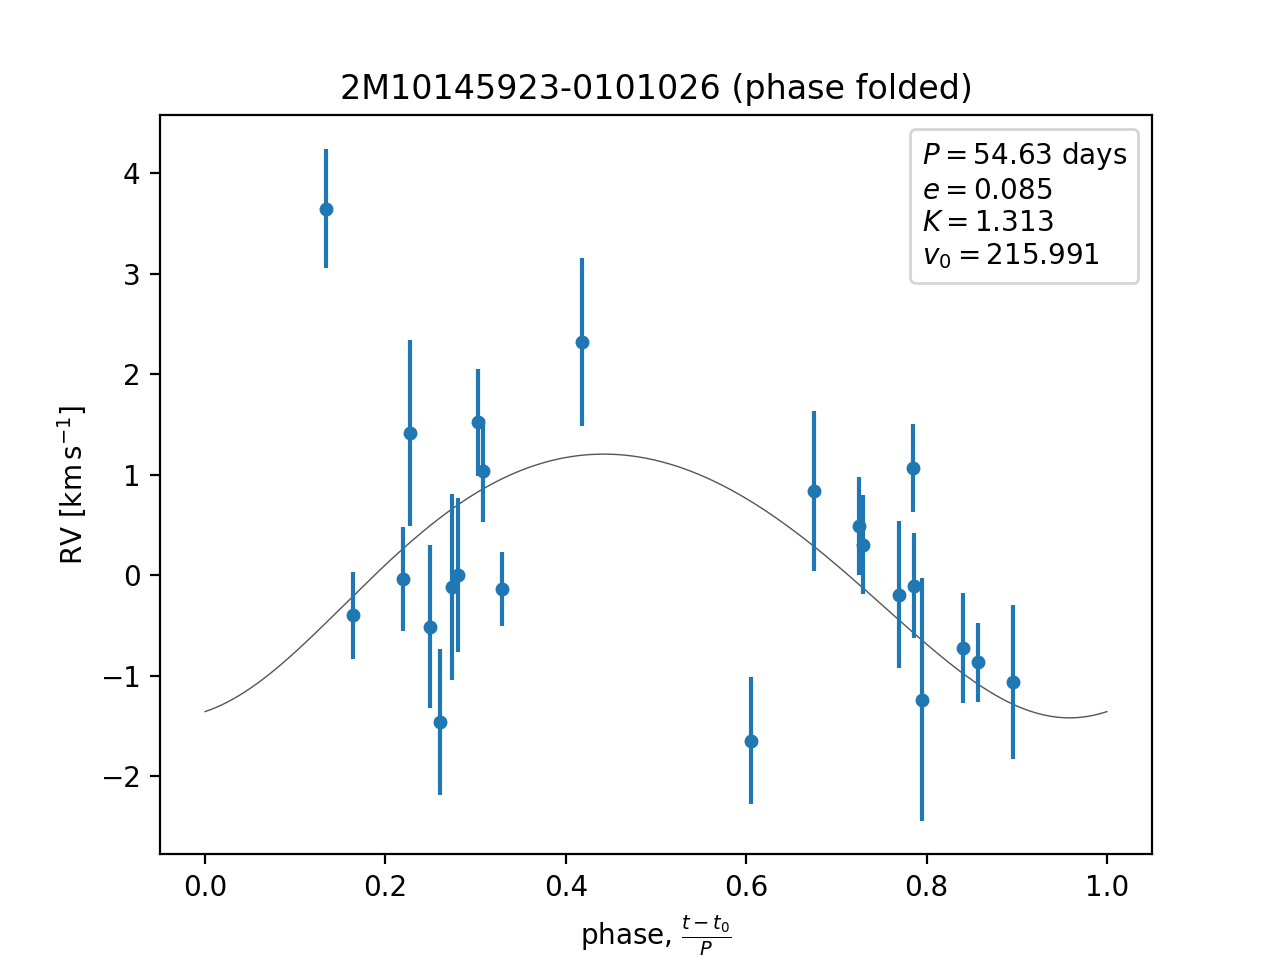 2M10145923-0101026 (phase folded)
P = 54.63 days
e = 0.085
K = 1.313
v₀ = 215.991
RV [km s⁻¹]
4
3
2
1
0
−1
−2
0.0 0.2 0.4 0.6 0.8 1.0
phase, (t − t₀)/P